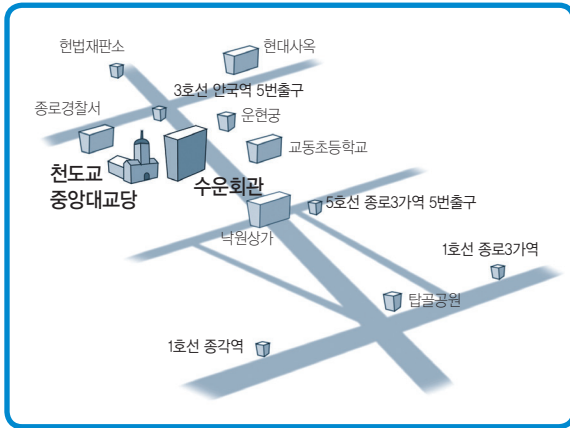 헌법재판소
현대사옥
3호선 안국역 5번출구
종로경찰서
운현궁
교동초등학교
천도교
중앙대교당
수운회관
5호선 종로3가역 5번출구
낙원상가
1호선 종로3가역
탑골공원
1호선 종각역